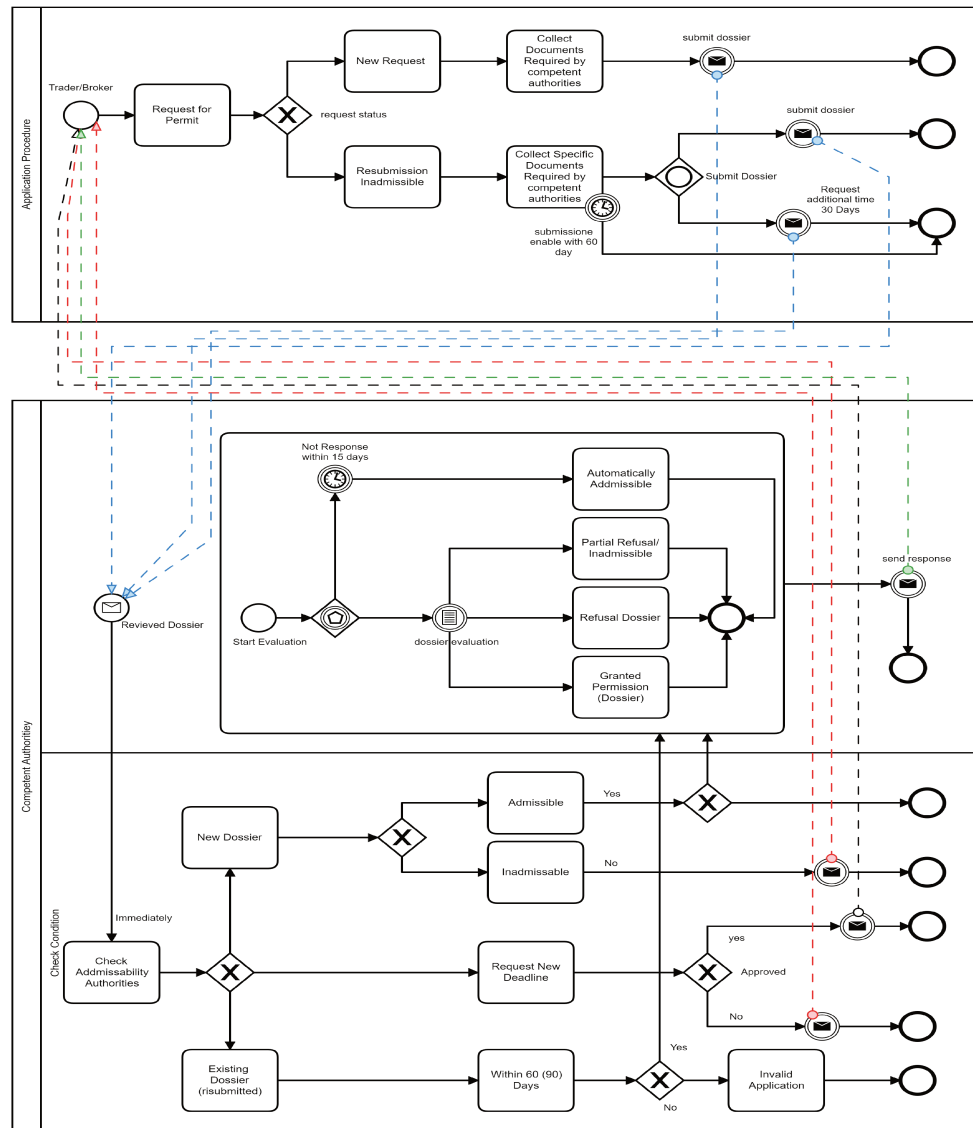 Application Procedure
Trader/Broker
Request for
Permit
request status
New Request
Collect
Documents
Required by
competent
authorities
submit dossier
Resubmission
Inadmissible
Collect Specific
Documents
Required by
competent
authorities
submissione
enable with 60
day
Submit Dossier
submit dossier
Request
additional time
30 Days
Competent Authoritiey
Not Response
within 15 days
Automatically
Addmissible
Partial Refusal/
Inadmissible
Start Evaluation
dossier evaluation
Refusal Dossier
Granted
Permission
(Dossier)
send response
Revieved Dossier
Check Condition
Immediately
Check
Addmissability
Authorities
New Dossier
Admissible
Yes
Inadmissable
No
Request New
Deadline
yes
Approved
No
Existing
Dossier
(risubmitted)
Within 60 (90)
Days
Yes
No
Invalid
Application